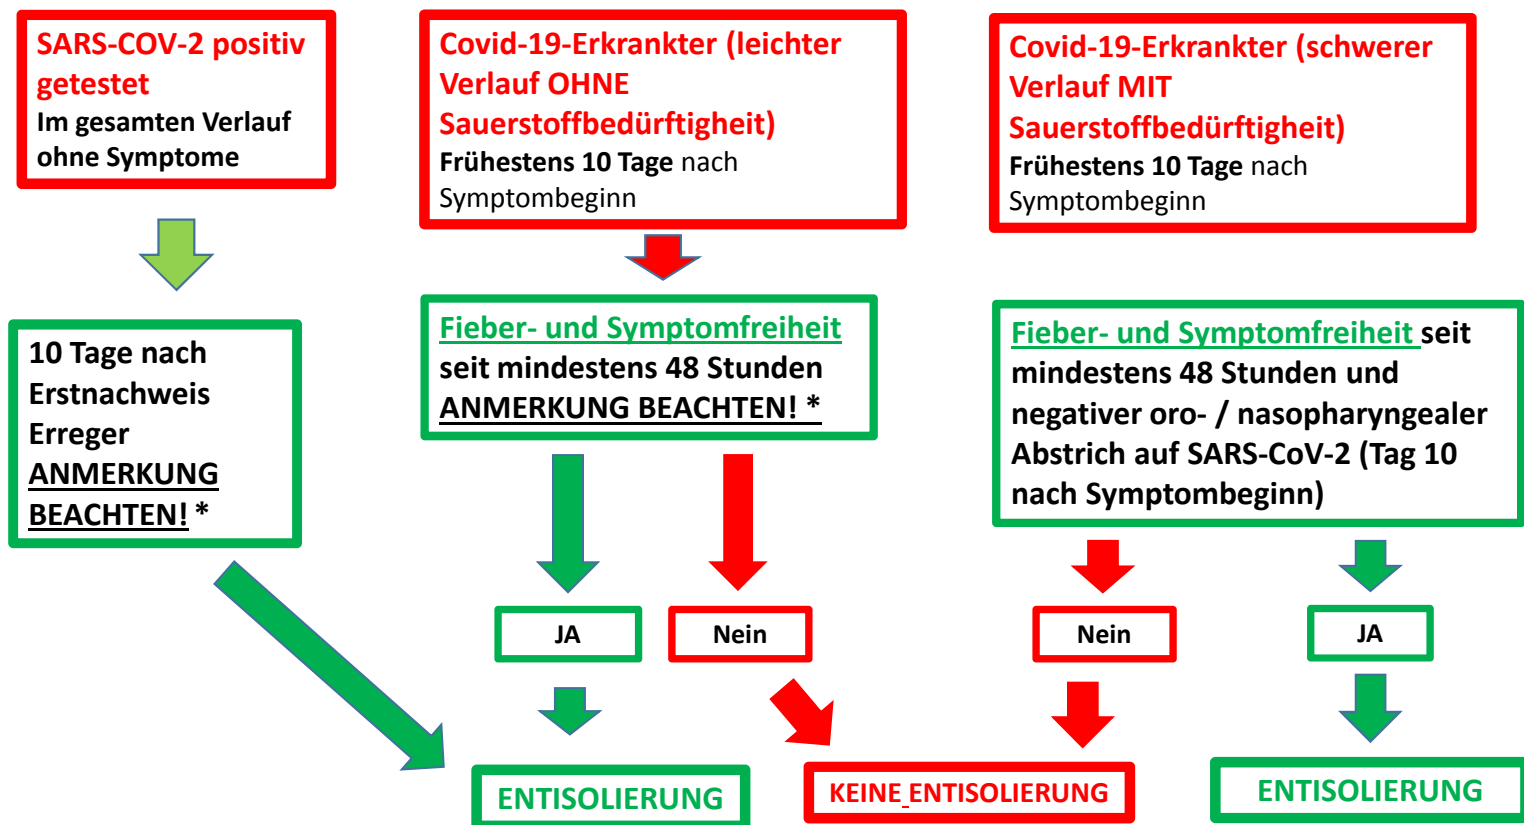 SARS-COV-2 positiv
getestet
Im gesamten Verlauf
ohne Symptome
Covid-19-Erkrankter (leichter
Verlauf OHNE
Sauerstoffbedürftigheit)
Frühestens 10 Tage nach
Symptombeginn
Covid-19-Erkrankter (schwerer
Verlauf MIT
Sauerstoffbedürftigheit)
Frühestens 10 Tage nach
Symptombeginn
10 Tage nach
Erstnachweis
Erreger
ANMERKUNG
BEACHTEN! *
Fieber- und Symptomfreiheit
seit mindestens 48 Stunden
ANMERKUNG BEACHTEN! *
Fieber- und Symptomfreiheit seit
mindestens 48 Stunden und
negativer oro- / nasopharyngealer
Abstrich auf SARS-CoV-2 (Tag 10
nach Symptombeginn)
JA
Nein
Nein
JA
ENTISOLIERUNG
KEINE ENTISOLIERUNG
ENTISOLIERUNG